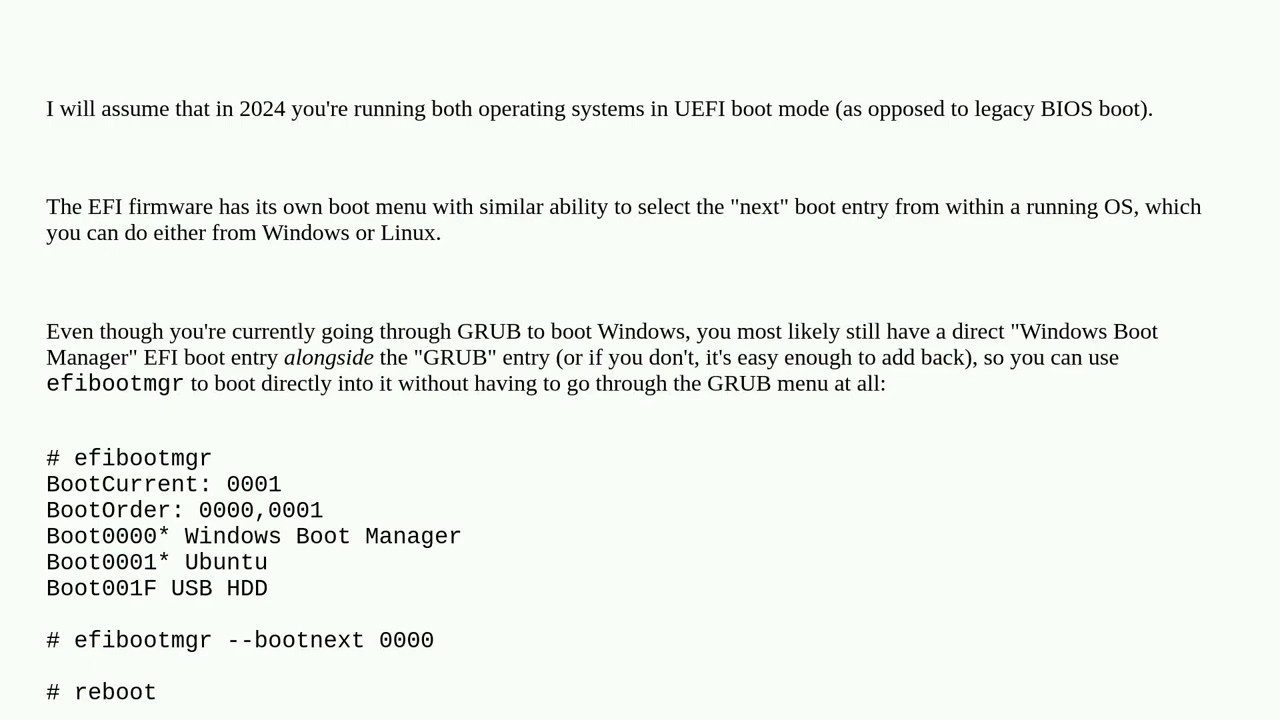 I will assume that in 2024 you're running both operating systems in UEFI boot mode (as opposed to legacy BIOS boot).
The EFI firmware has its own boot menu with similar ability to select the "next" boot entry from within a running OS, which
you can do either from Windows or Linux.
Even though you're currently going through GRUB to boot Windows, you most likely still have a direct "Windows Boot
Manager" EFI boot entry alongside the "GRUB" entry (or if you don't, it's easy enough to add back), so you can use
efibootmgr to boot directly into it without having to go through the GRUB menu at all:
# efibootmgr
BootCurrent: 0001
BootOrder: 0000,0001
Boot0000* Windows Boot Manager
Boot0001* Ubuntu
Boot001F USB HDD
# efibootmgr --bootnext 0000
# reboot